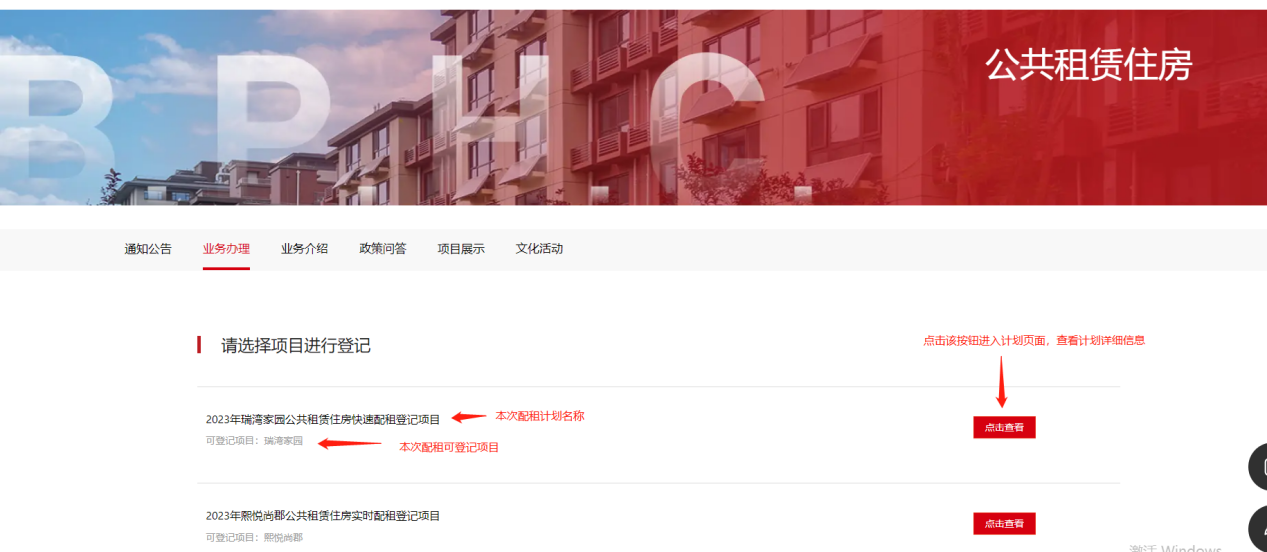 BPHC
公共租赁住房
通知公告 业务办理 业务介绍 政策问答 项目展示 文化活动
请选择项目进行登记
点击该按钮进入计划页面，查看计划详细信息
2023年瑞湾家园公共租赁住房快速配租登记项目
本次配租计划名称
点击查看
可登记项目：瑞湾家园
本次配租可登记项目
2023年熙悦尚郡公共租赁住房实时配租登记项目
点击查看
可登记项目：熙悦尚郡
激活 Windows